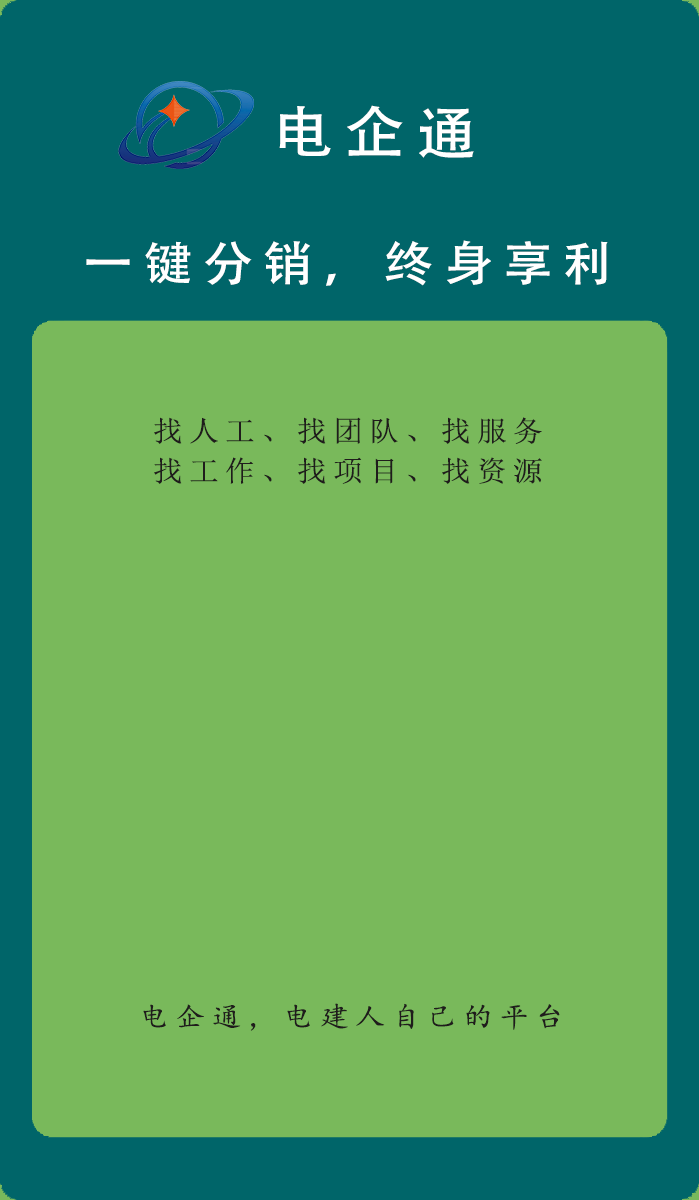 电企通
一键分销，终身享利
找人工、找团队、找服务
找工作、找项目、找资源
电企通，电建人自己的平台